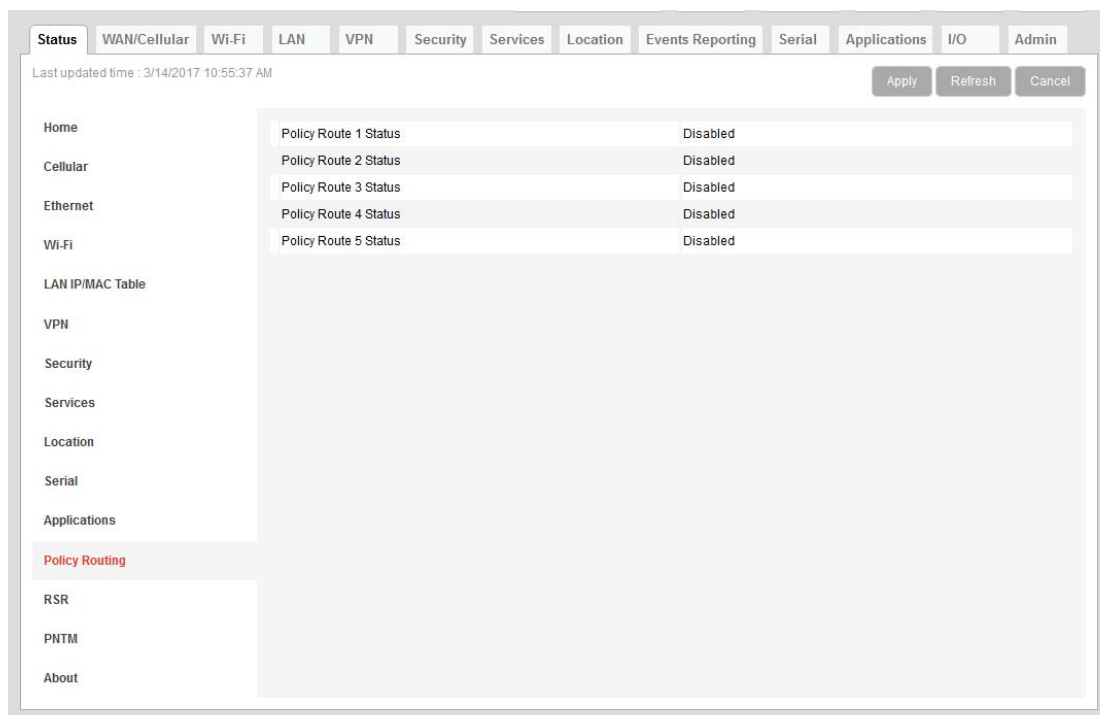 Status WAN/Cellular Wi-Fi LAN VPN Security Services Location Events Reporting Serial Applications I/O Admin
Last updated time : 3/14/2017 10:55:37 AM
Apply Refresh Cancel
Home
Cellular
Ethernet
Wi-Fi
LAN IP/MAC Table
VPN
Security
Services
Location
Serial
Applications
Policy Routing
RSR
PNTM
About
Policy Route 1 Status Disabled
Policy Route 2 Status Disabled
Policy Route 3 Status Disabled
Policy Route 4 Status Disabled
Policy Route 5 Status Disabled